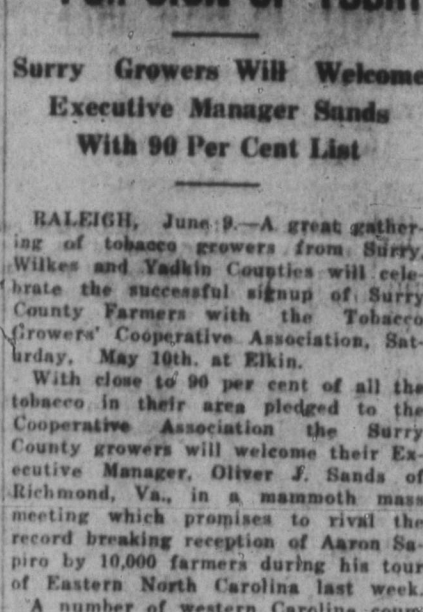 Surry Growers Will Welcome
Executive Manager Sands
With 90 Per Cent List
RALEIGH, June 9.—A great gather-
ing of tobacco growers from Surry,
Wilkes and Yadkin Counties will cele-
brate the successful signup of Surry
County Farmers with the Tobacco
Growers' Cooperative Association, Sat-
urday, May 10th. at Elkin.
With close to 90 per cent of all the
tobacco in their area pledged to the
Cooperative Association the Surry
County growers will welcome their Ex-
ecutive Manager, Oliver J. Sands of
Richmond, Va., in a mammoth mass
meeting which promises to rival the
record breaking reception of Aaron Sa-
piro by 10,000 farmers during his tour
of Eastern North Carolina last week.
A number of western Carolina